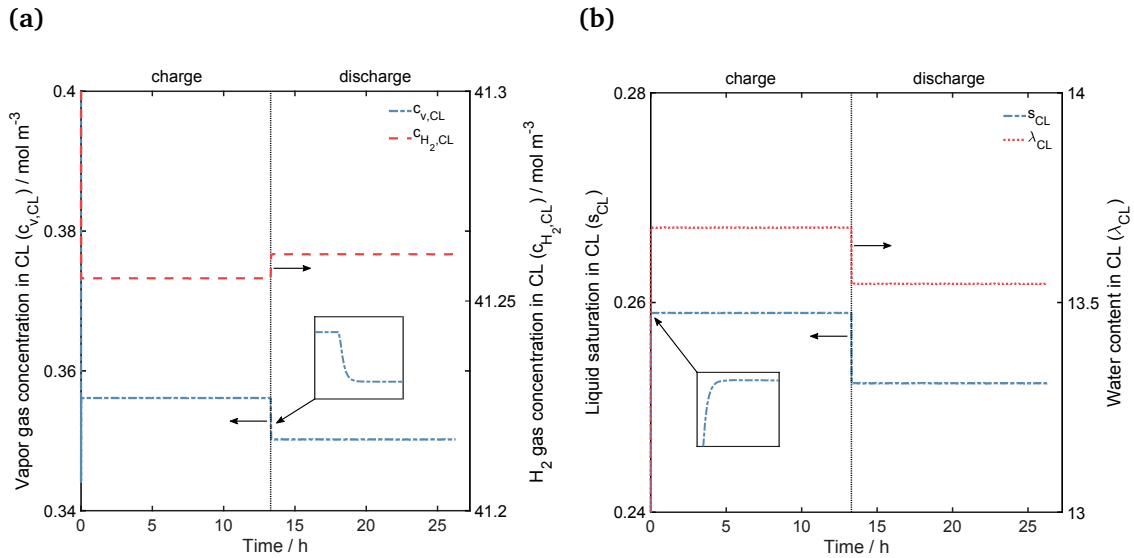 (a)
charge discharge
0.4
0.38
0.36
0.34
Vapor gas concentration in CL (c_v,CL) / mol m^-3
c_v,CL
c_H_2,CL
41.3
41.25
41.2
H_2 gas concentration in CL (c_H_2,CL) / mol m^-3
0 5 10 15 20 25
Time / h
(b)
charge discharge
0.28
0.26
0.24
Liquid saturation in CL (s_CL)
s_CL
λ_CL
14
13.5
13
Water content in CL (λ_CL)
0 5 10 15 20 25
Time / h